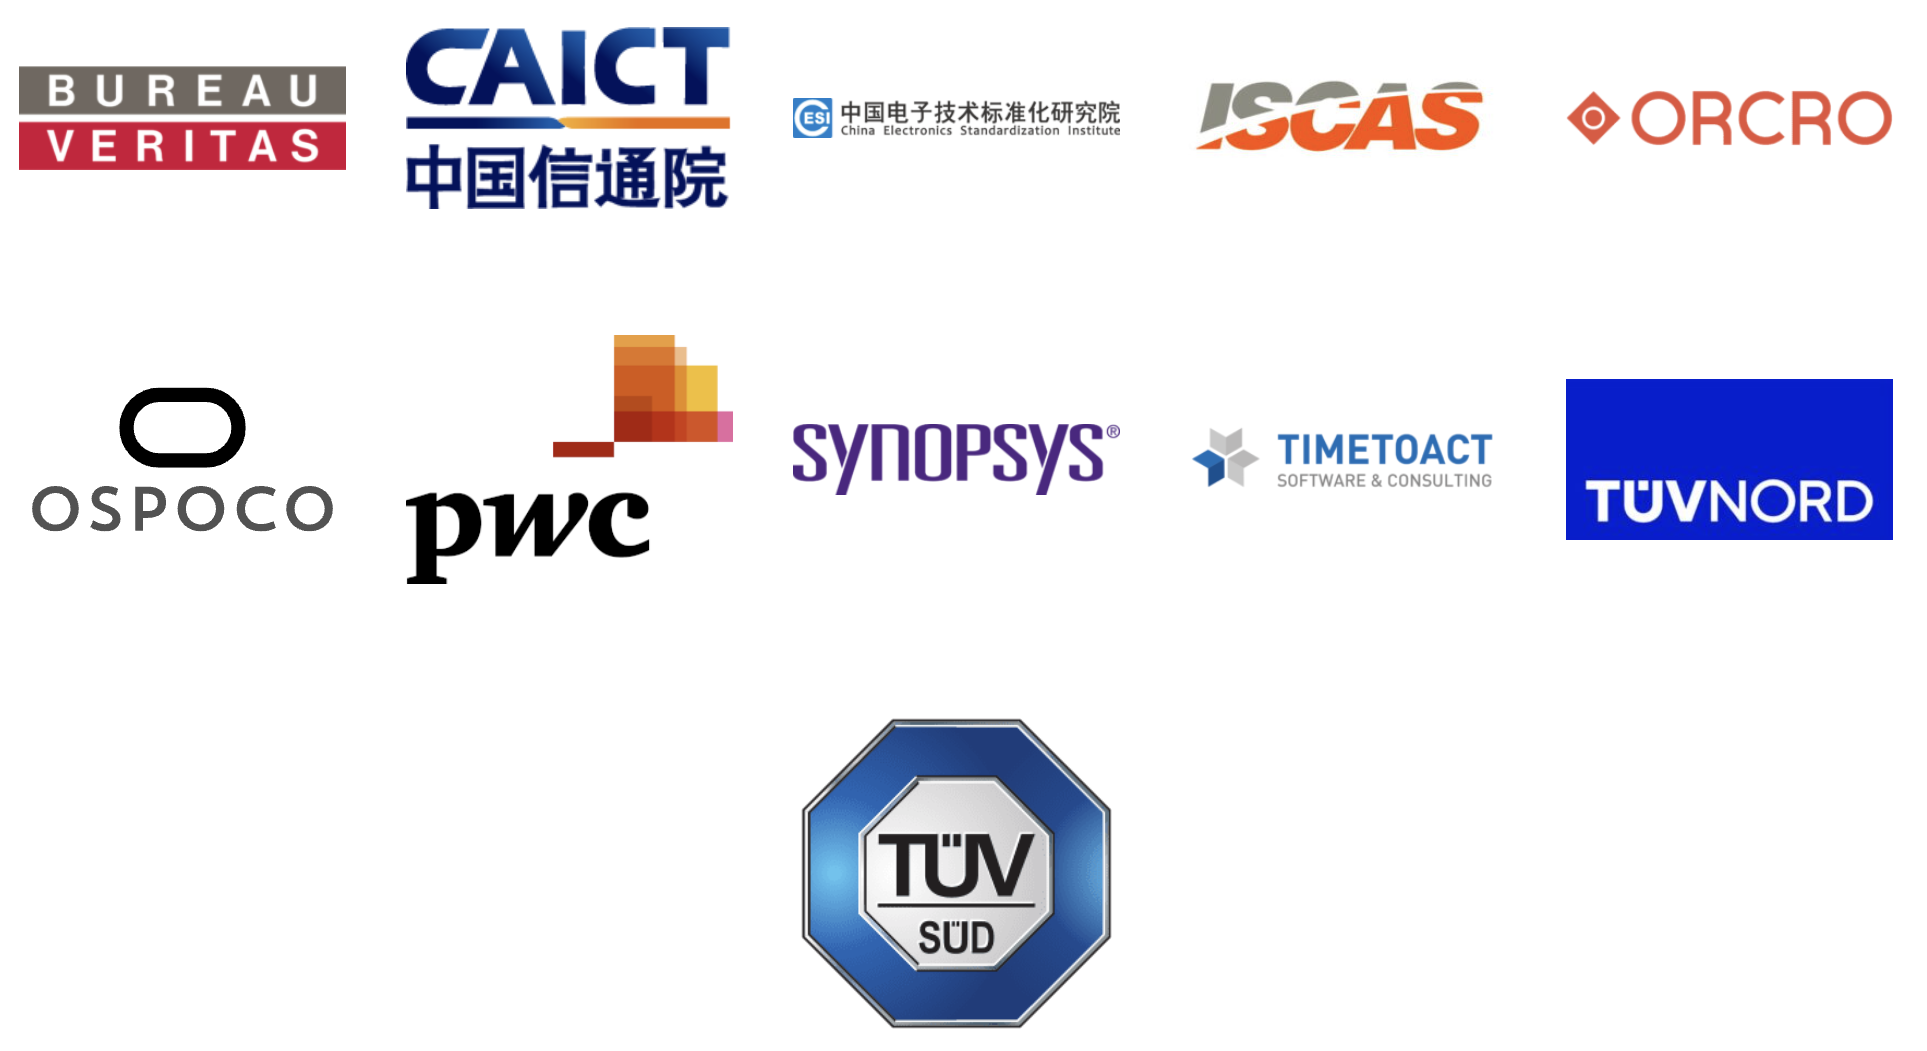 BUREAU
VERITAS
CAICT
中国信通院
CESI
中国电子技术标准化研究院
China Electronics Standardization Institute
ISCAS
ORCRO
OSPOCO
pwc
SYNOPSYS®
TIMETOACT
SOFTWARE & CONSULTING
TÜVNORD
TÜV
SÜD